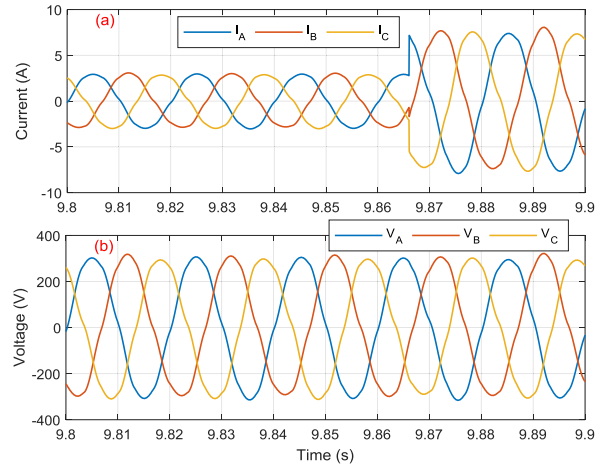 (a)
I_A I_B I_C
10
5
0
-5
-10
Current (A)
9.8 9.81 9.82 9.83 9.84 9.85 9.86 9.87 9.88 9.89 9.9
(b)
V_A V_B V_C
400
200
0
-200
-400
Voltage (V)
9.8 9.81 9.82 9.83 9.84 9.85 9.86 9.87 9.88 9.89 9.9
Time (s)